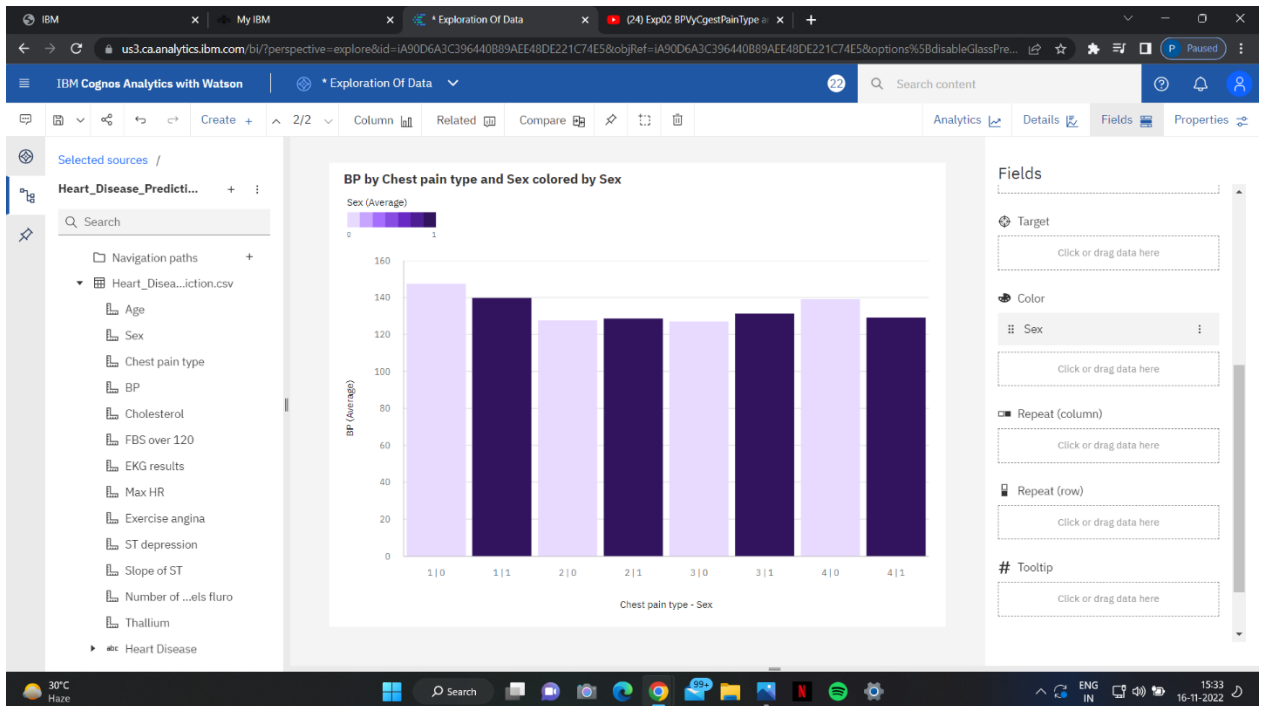 IBM
My IBM
* Exploration Of Data
(24) Exp02 BPVyCgestPainType a
us3.ca.analytics.ibm.com/bi/?perspective=explore&id=iA90D6A3C396440B89AEE48DE221C74E5&objRef=iA90D6A3C396440B89AEE48DE221C74E5&options%5BdisableGlassPre...
P Paused
IBM Cognos Analytics with Watson
* Exploration Of Data
22
Search content
Create +
2/2
Column
Related
Compare
Analytics
Details
Fields
Properties
Selected sources /
Heart_Disease_Predicti...
Search
Navigation paths
Heart_Disea...iction.csv
Age
Sex
Chest pain type
BP
Cholesterol
FBS over 120
EKG results
Max HR
Exercise angina
ST depression
Slope of ST
Number of ...els fluro
Thallium
abc Heart Disease
BP by Chest pain type and Sex colored by Sex
Sex (Average)
0 1
160
140
120
100
80
60
40
20
0
BP (Average)
1|0 1|1 2|0 2|1 3|0 3|1 4|0 4|1
Chest pain type - Sex
Fields
Target
Click or drag data here
Color
Sex
Click or drag data here
Repeat (column)
Click or drag data here
Repeat (row)
Click or drag data here
# Tooltip
Click or drag data here
30°C
Haze
Search
99+
N
ENG
IN
15:33
16-11-2022